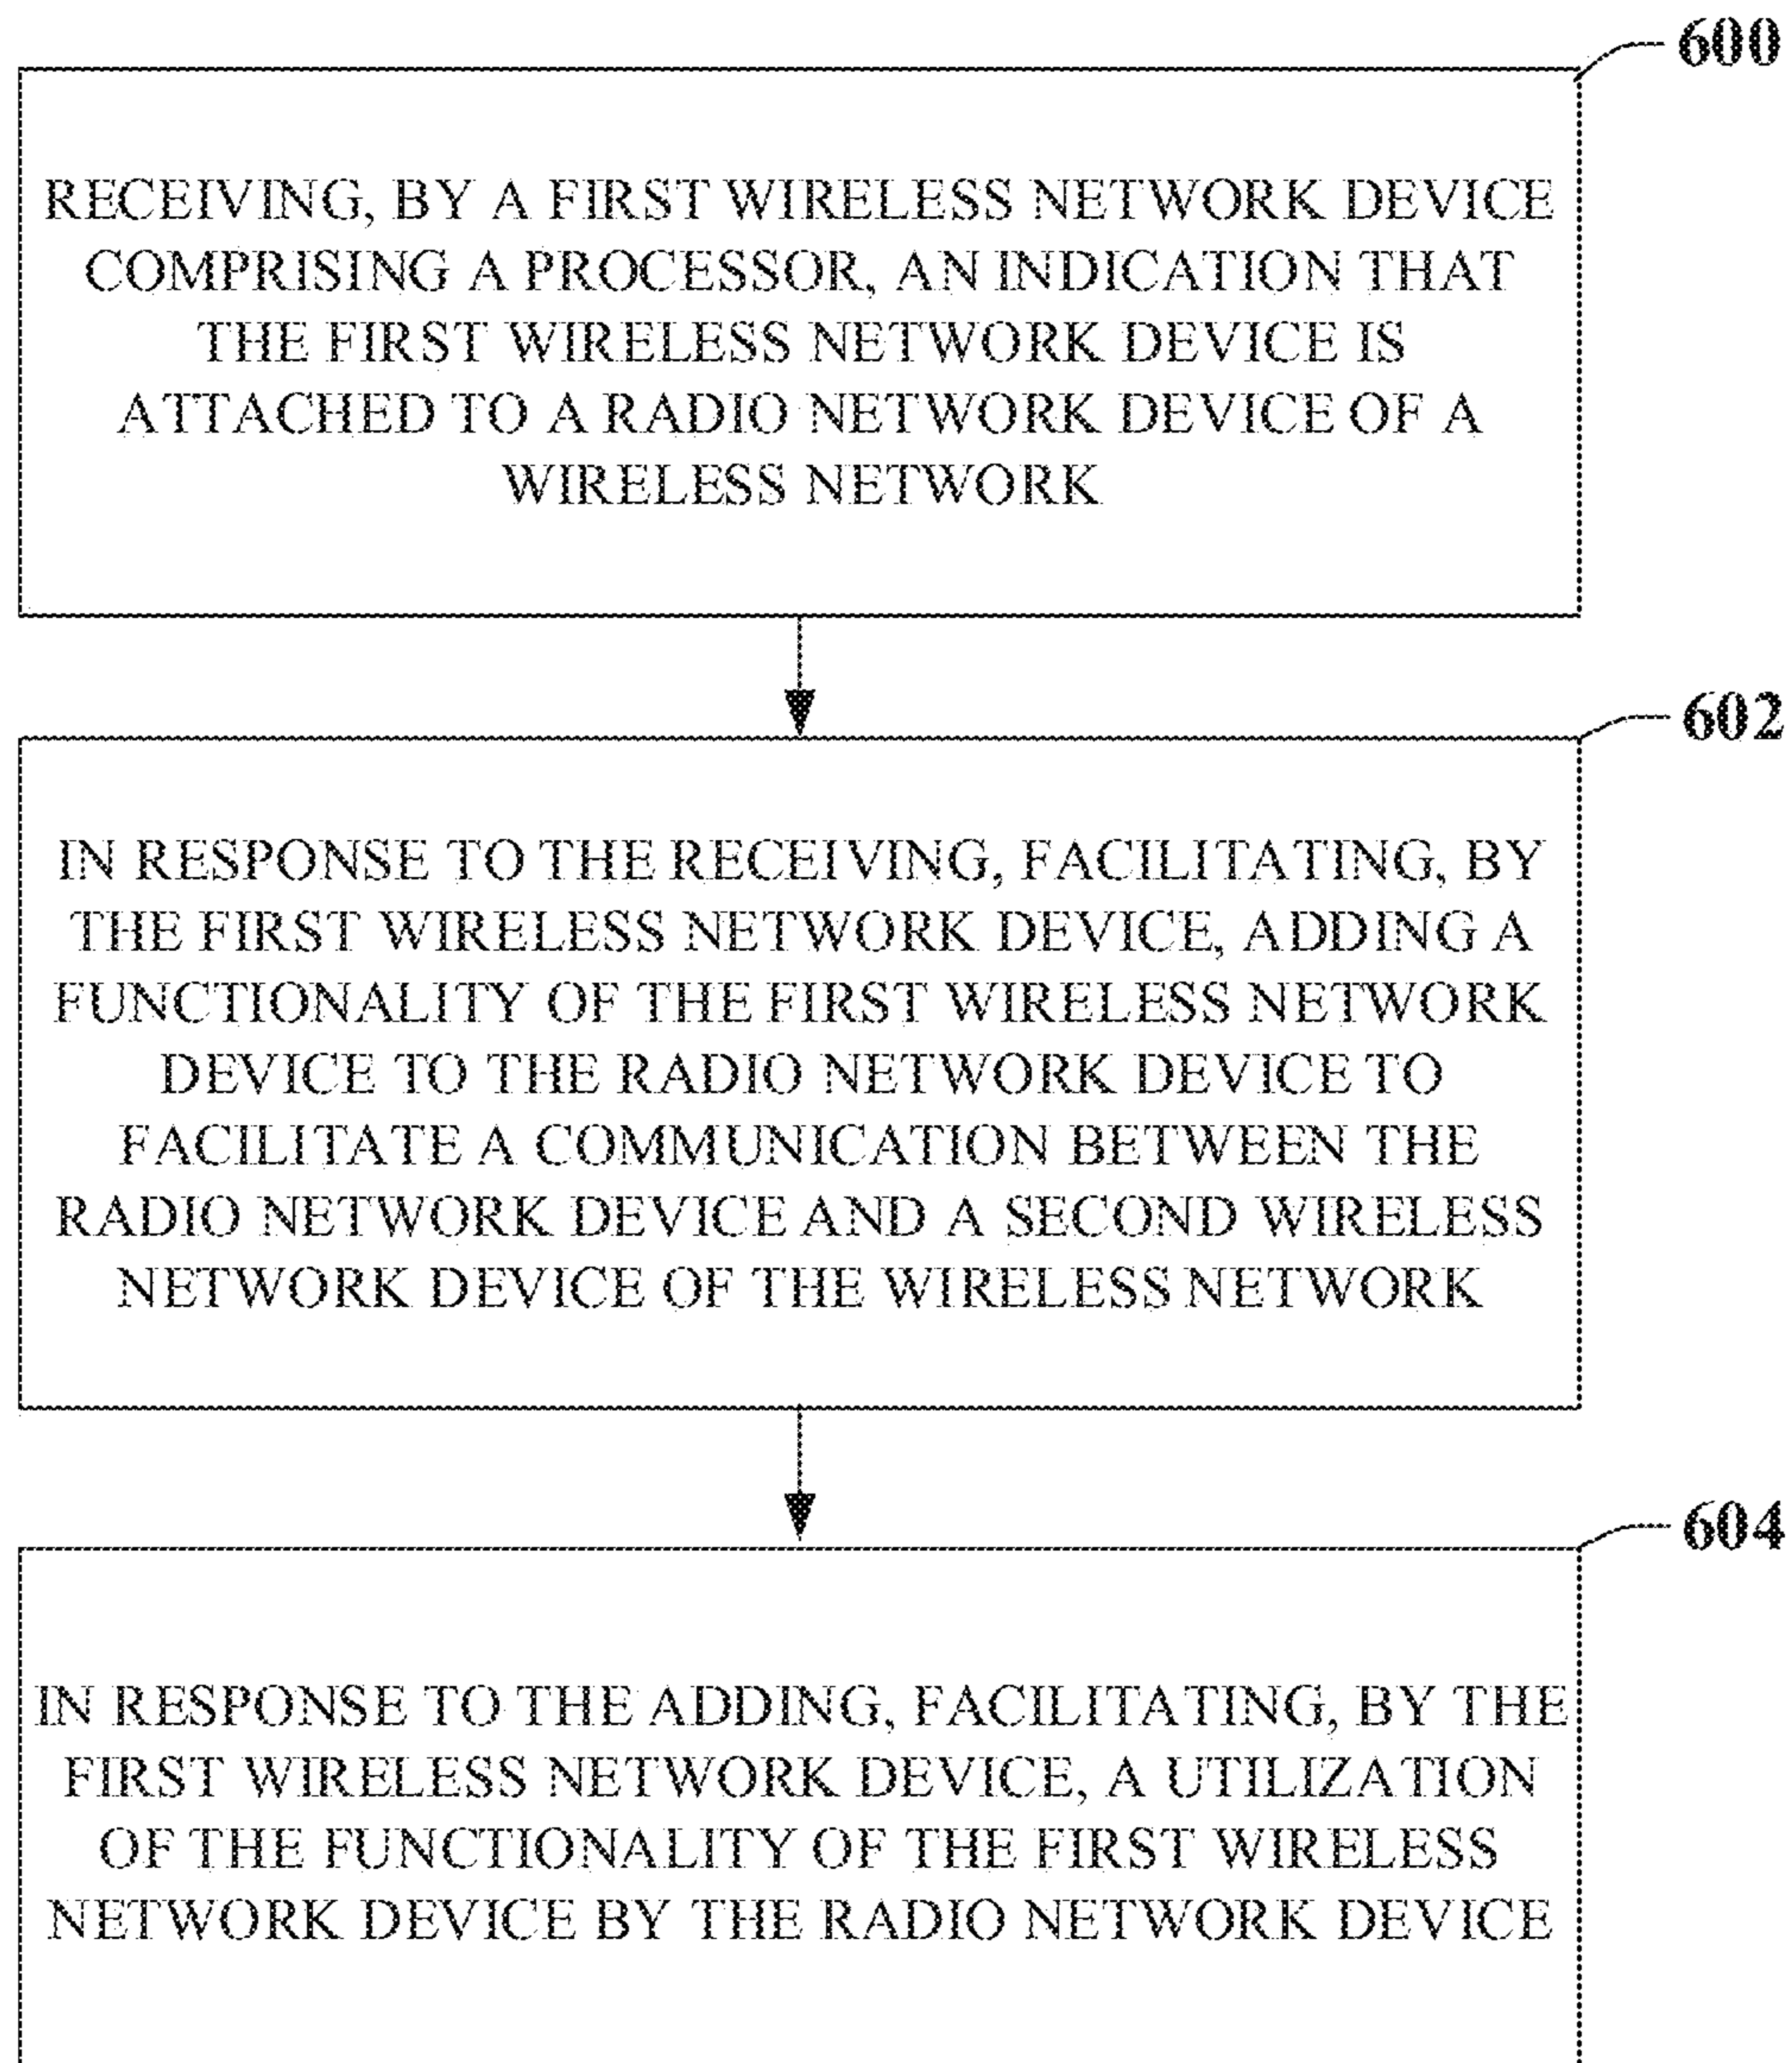 600
RECEIVING, BY A FIRST WIRELESS NETWORK DEVICE
COMPRISING A PROCESSOR, AN INDICATION THAT
THE FIRST WIRELESS NETWORK DEVICE IS
ATTACHED TO A RADIO NETWORK DEVICE OF A
WIRELESS NETWORK
602
IN RESPONSE TO THE RECEIVING, FACILITATING, BY
THE FIRST WIRELESS NETWORK DEVICE, ADDING A
FUNCTIONALITY OF THE FIRST WIRELESS NETWORK
DEVICE TO THE RADIO NETWORK DEVICE TO
FACILITATE A COMMUNICATION BETWEEN THE
RADIO NETWORK DEVICE AND A SECOND WIRELESS
NETWORK DEVICE OF THE WIRELESS NETWORK
604
IN RESPONSE TO THE ADDING, FACILITATING, BY THE
FIRST WIRELESS NETWORK DEVICE, A UTILIZATION
OF THE FUNCTIONALITY OF THE FIRST WIRELESS
NETWORK DEVICE BY THE RADIO NETWORK DEVICE